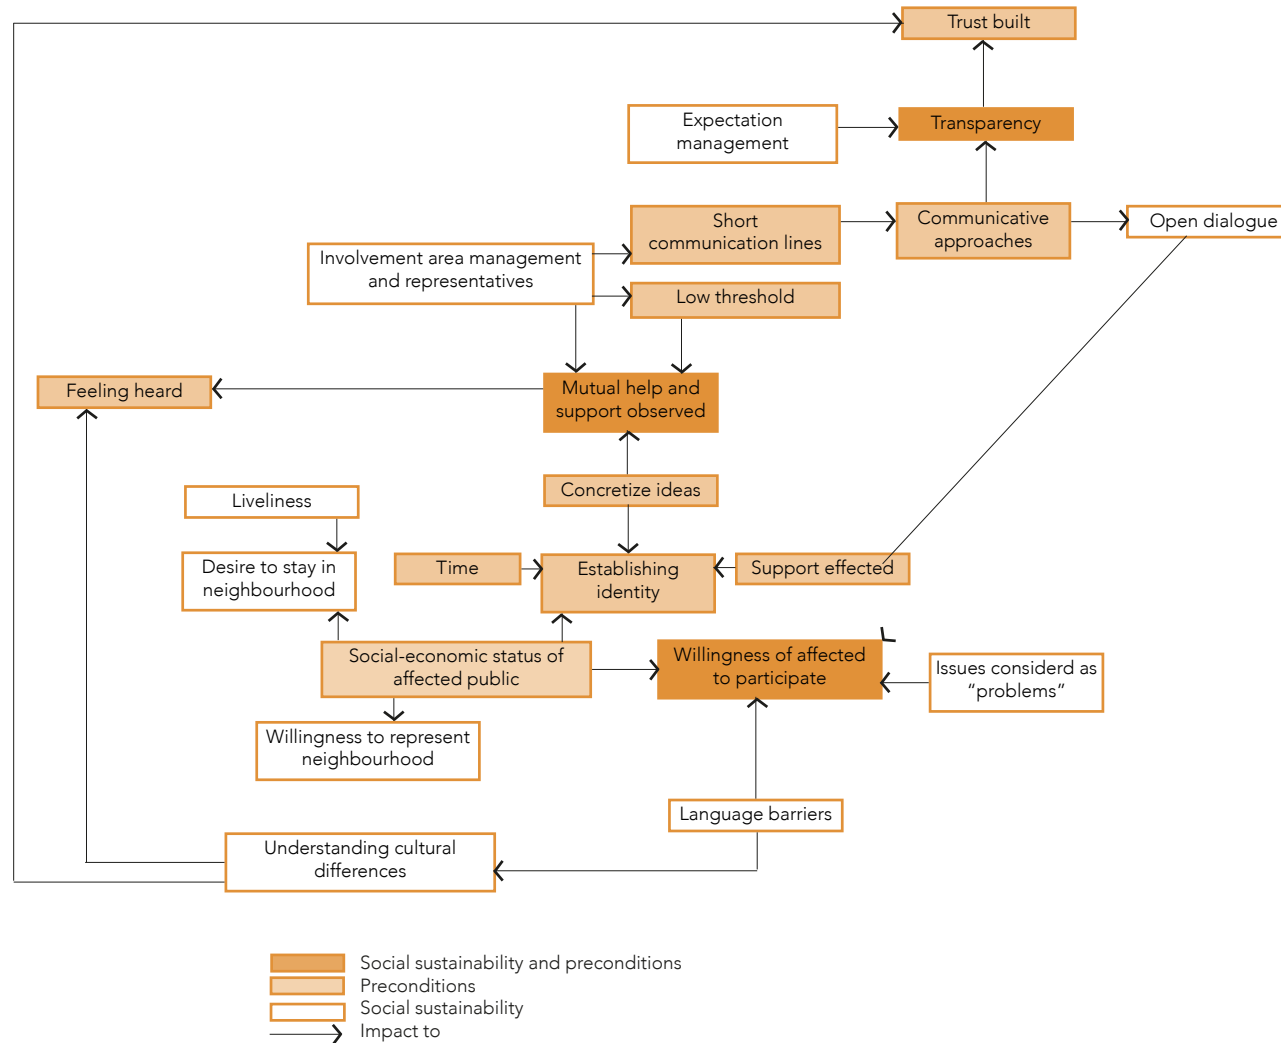 Trust built
Expectation
management
Transparency
Short
communication lines
Communicative
approaches
Open dialogue
Involvement area management
and representatives
Low threshold
Feeling heard
Mutual help and
support observed
Liveliness
Concretize ideas
Desire to stay in
neighbourhood
Time
Establishing
identity
Support effected
Social-economic status of
affected public
Willingness of affected
to participate
Issues considerd as
“problems”
Willingness to represent
neighbourhood
Language barriers
Understanding cultural
differences
Social sustainability and preconditions
Preconditions
Social sustainability
Impact to